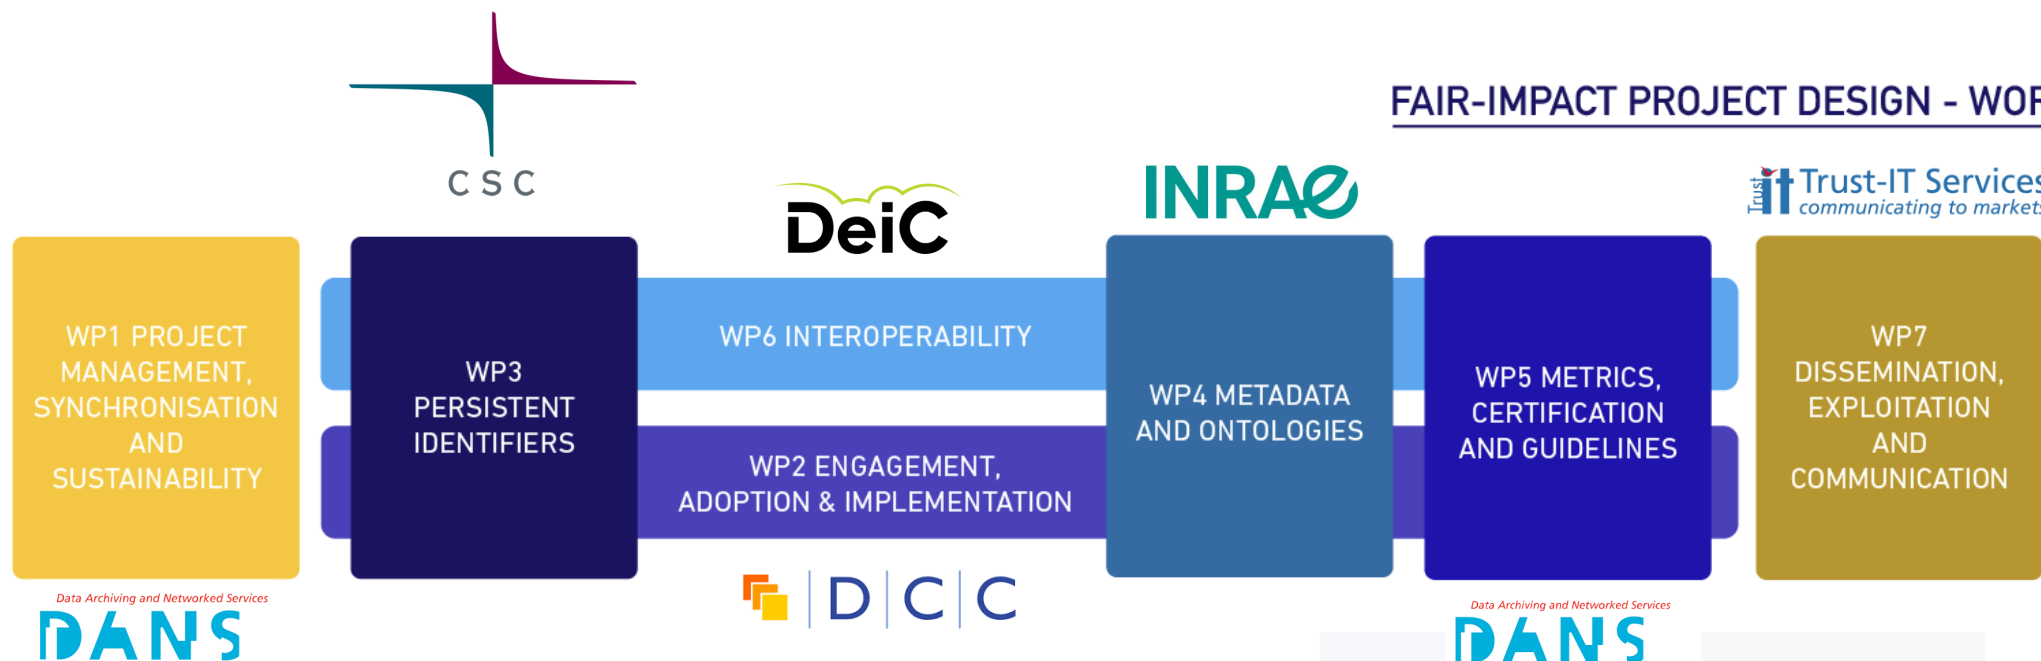 FAIR-IMPACT PROJECT DESIGN - WOR
CSC
DeiC
INRAE
Trust
it Trust-IT Services
communicating to markets
WP1 PROJECT
MANAGEMENT,
SYNCHRONISATION
AND
SUSTAINABILITY
WP3
PERSISTENT
IDENTIFIERS
WP6 INTEROPERABILITY
WP2 ENGAGEMENT,
ADOPTION & IMPLEMENTATION
WP4 METADATA
AND ONTOLOGIES
WP5 METRICS,
CERTIFICATION
AND GUIDELINES
WP7
DISSEMINATION,
EXPLOITATION
AND
COMMUNICATION
Data Archiving and Networked Services
DANS
DCC
Data Archiving and Networked Services
DANS